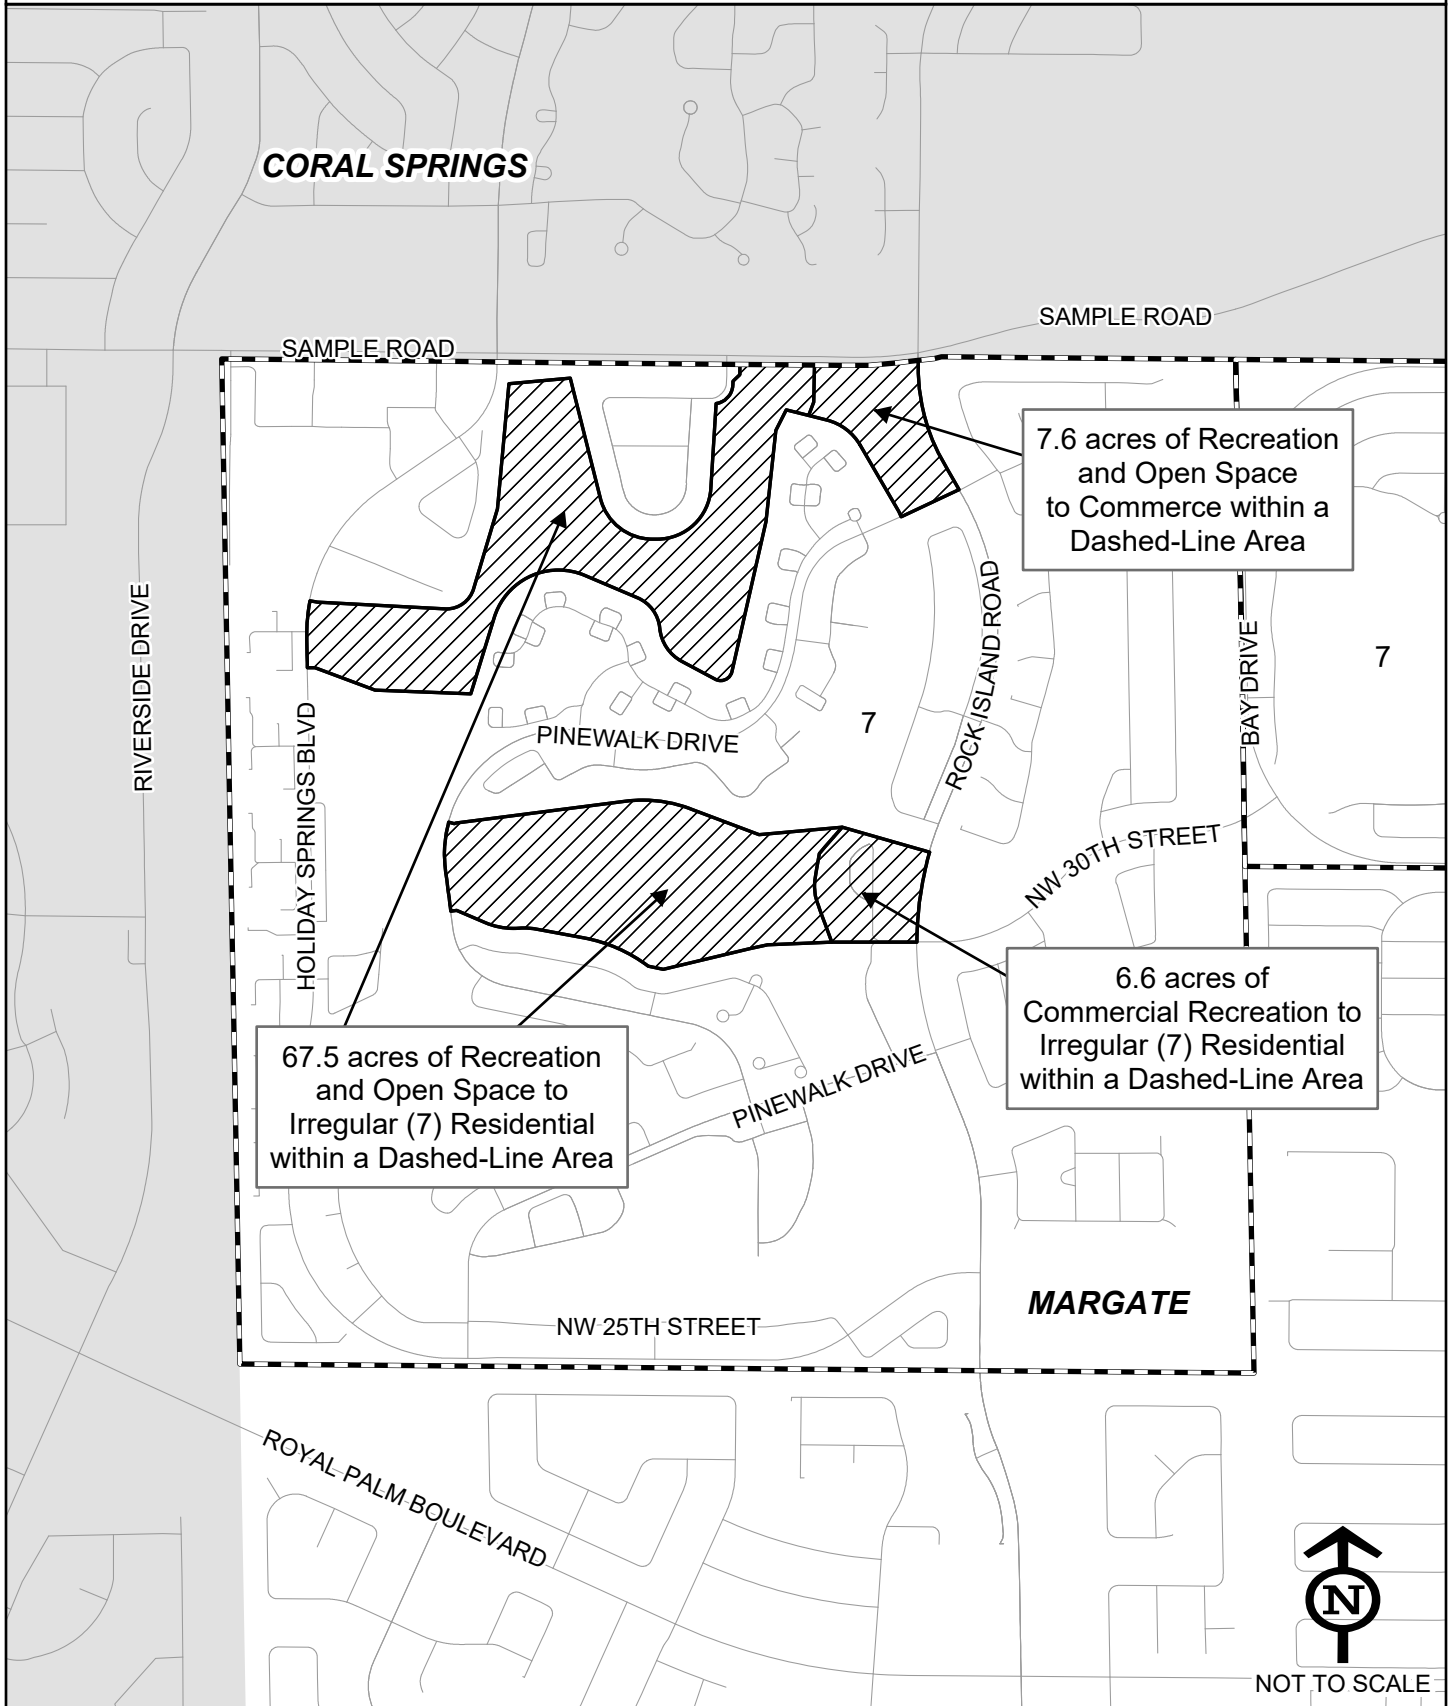 CORAL SPRINGS
SAMPLE ROAD
SAMPLE ROAD
7.6 acres of Recreation
and Open Space
to Commerce within a
Dashed-Line Area
RIVERSIDE DRIVE
HOLIDAY SPRINGS BLVD
PINEWALK DRIVE
7
ROCK ISLAND ROAD
BAY DRIVE
7
NW 30TH STREET
67.5 acres of Recreation
and Open Space to
Irregular (7) Residential
within a Dashed-Line Area
PINEWALK DRIVE
6.6 acres of
Commercial Recreation to
Irregular (7) Residential
within a Dashed-Line Area
MARGATE
NW 25TH STREET
ROYAL PALM BOULEVARD
N
NOT TO SCALE